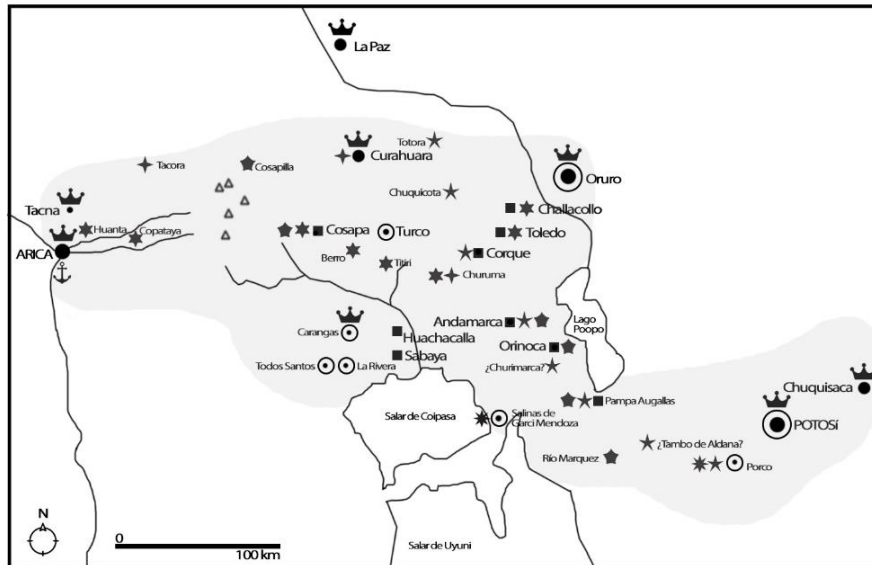 La Paz
Totora
Tacora
Cosapilla
Curahuara
Oruro
Chuquicota
Tacna
Challacollo
Huanta
Copataya
Cosapa
Turco
Toledo
ARICA
Berro
Titiri
Corque
Churuma
Carangas
Huachacalla
Andamarca
Lago
Poopo
Orinoca
Sabaya
Todos Santos
La Rivera
¿Churimarca?
Chuquisaca
Pampa Augallas
Salar de Coipasa
Salinas de
Garci Mendoza
POTOSí
¿Tambo de Aldana?
Río Marquez
Porco
N
0
100 km
Salar de Uyuni